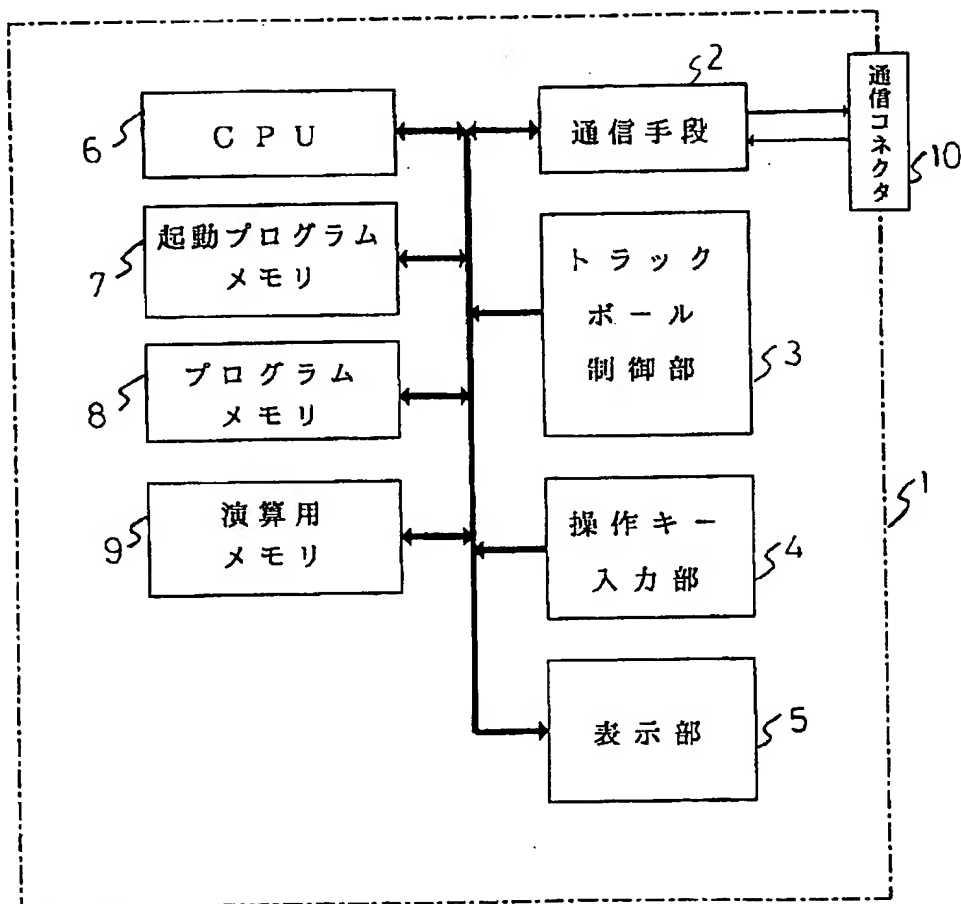 2
通信手段
通信コネクタ
10
6
CPU
7
起動プログラム
メモリ
トラック
ボール
制御部
3
8
プログラム
メモリ
9
演算用
メモリ
操作キー
入力部
4
1
表示部
5